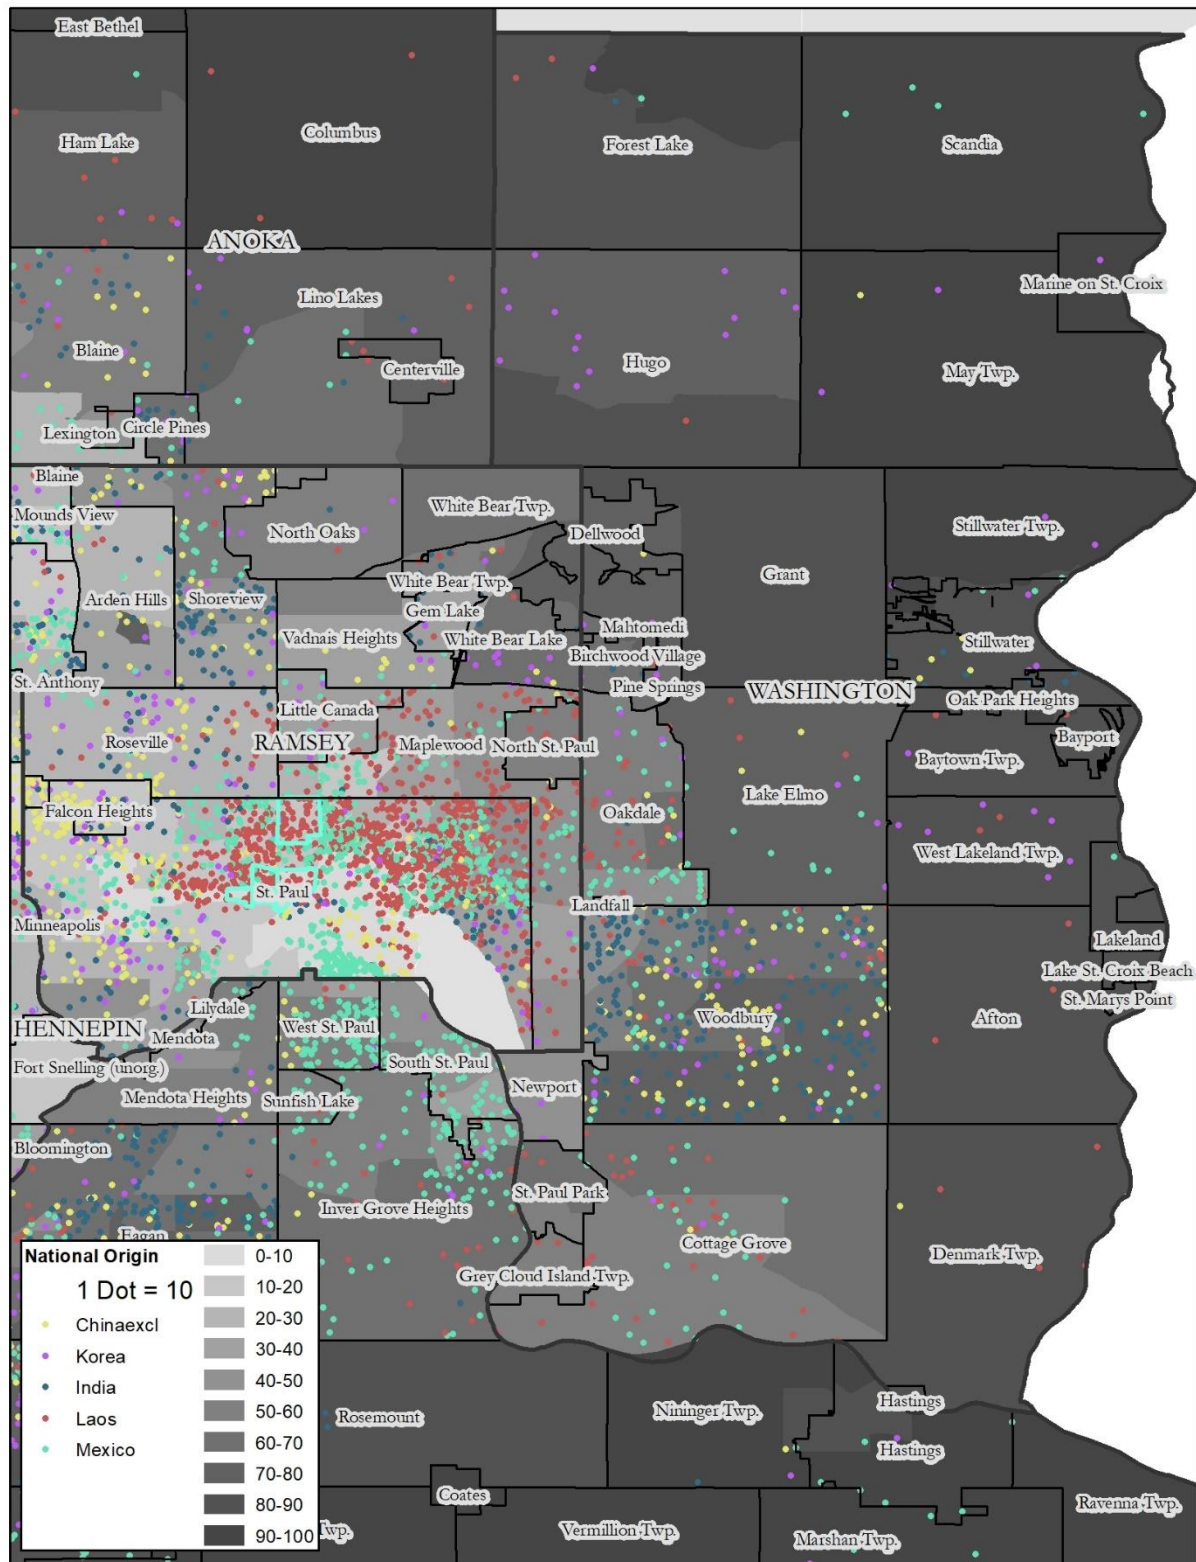 East Bethel
Ham Lake
Columbus
Forest Lake
Scandia
ANOKA
Marine on St. Croix
Lino Lakes
Blaine
Centerville
Hugo
May Twp.
Lexington
Circle Pines
Blaine
Mounds View
North Oaks
White Bear Twp.
Dellwood
Stillwater Twp.
Grant
Arden Hills
Shoreview
White Bear Twp.
Gem Lake
Vadnais Heights
White Bear Lake
Mahtomedi
Birchwood Village
Stillwater
St. Anthony
Pine Springs
WASHINGTON
Oak Park Heights
Little Canada
Roseville
RAMSEY
Maplewood
North St. Paul
Bayport
Baytown Twp.
Falcon Heights
Oakdale
Lake Elmo
West Lakeland Twp.
St. Paul
Landfall
Minneapolis
Lakeland
Lake St. Croix Beach
St. Marys Point
Lilydale
West St. Paul
Woodbury
Afton
HENNEPIN
Mendota
South St. Paul
Fort Snelling (unorg.)
Newport
Mendota Heights
Sunfish Lake
Bloomington
St. Paul Park
Inver Grove Heights
Eagan
Cottage Grove
Denmark Twp.
Grey Cloud Island Twp.
National Origin
1 Dot = 10
Chinaexcl
Korea
India
Laos
Mexico
0-10
10-20
20-30
30-40
40-50
50-60
60-70
70-80
80-90
90-100
Rosemount
Nininger Twp.
Hastings
Hastings
Coates
Ravenna Twp.
Twp.
Vermillion Twp.
Marshan Twp.